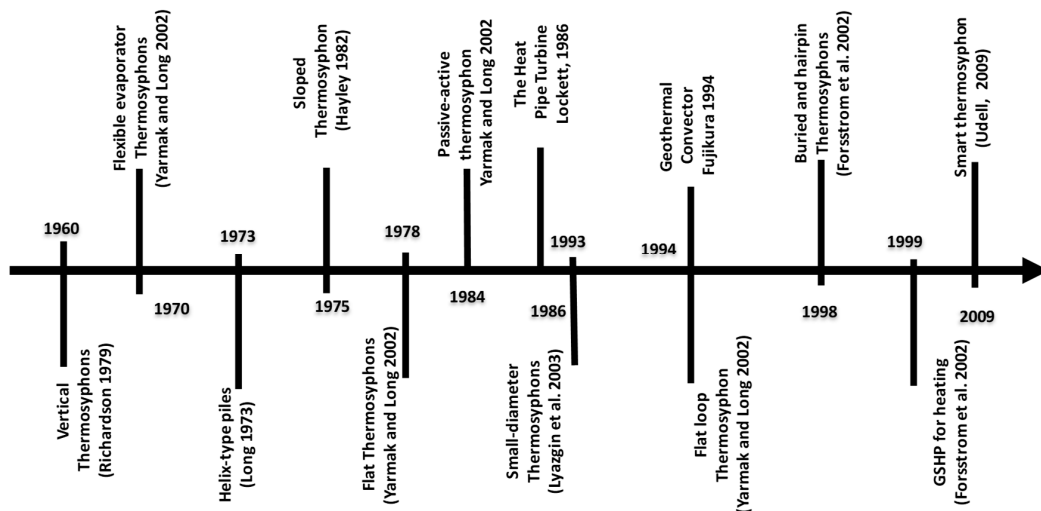 Flexible evaporator
Thermosyphons
(Yarmak and Long 2002)
Sloped
Thermosyphon
(Hayley 1982)
Passive-active
thermosyphon
Yarmak and Long 2002
The Heat
Pipe Turbine
Lockett, 1986
Geothermal
Convector
Fujikura 1994
Buried and hairpin
Thermosyphons
(Forsstrom et al. 2002)
Smart thermosyphon
(Udell, 2009)
1960
1973
1978
1993
1994
1999
1970
1975
1984
1986
1998
2009
Vertical
Thermosyphons
(Richardson 1979)
Helix-type piles
(Long 1973)
Flat Thermosyphons
(Yarmak and Long 2002)
Small-diameter
Thermosyphons
(Lyazgin et al. 2003)
Flat loop
Thermosyphon
(Yarmak and Long 2002)
GSHP for heating
(Forsstrom et al. 2002)